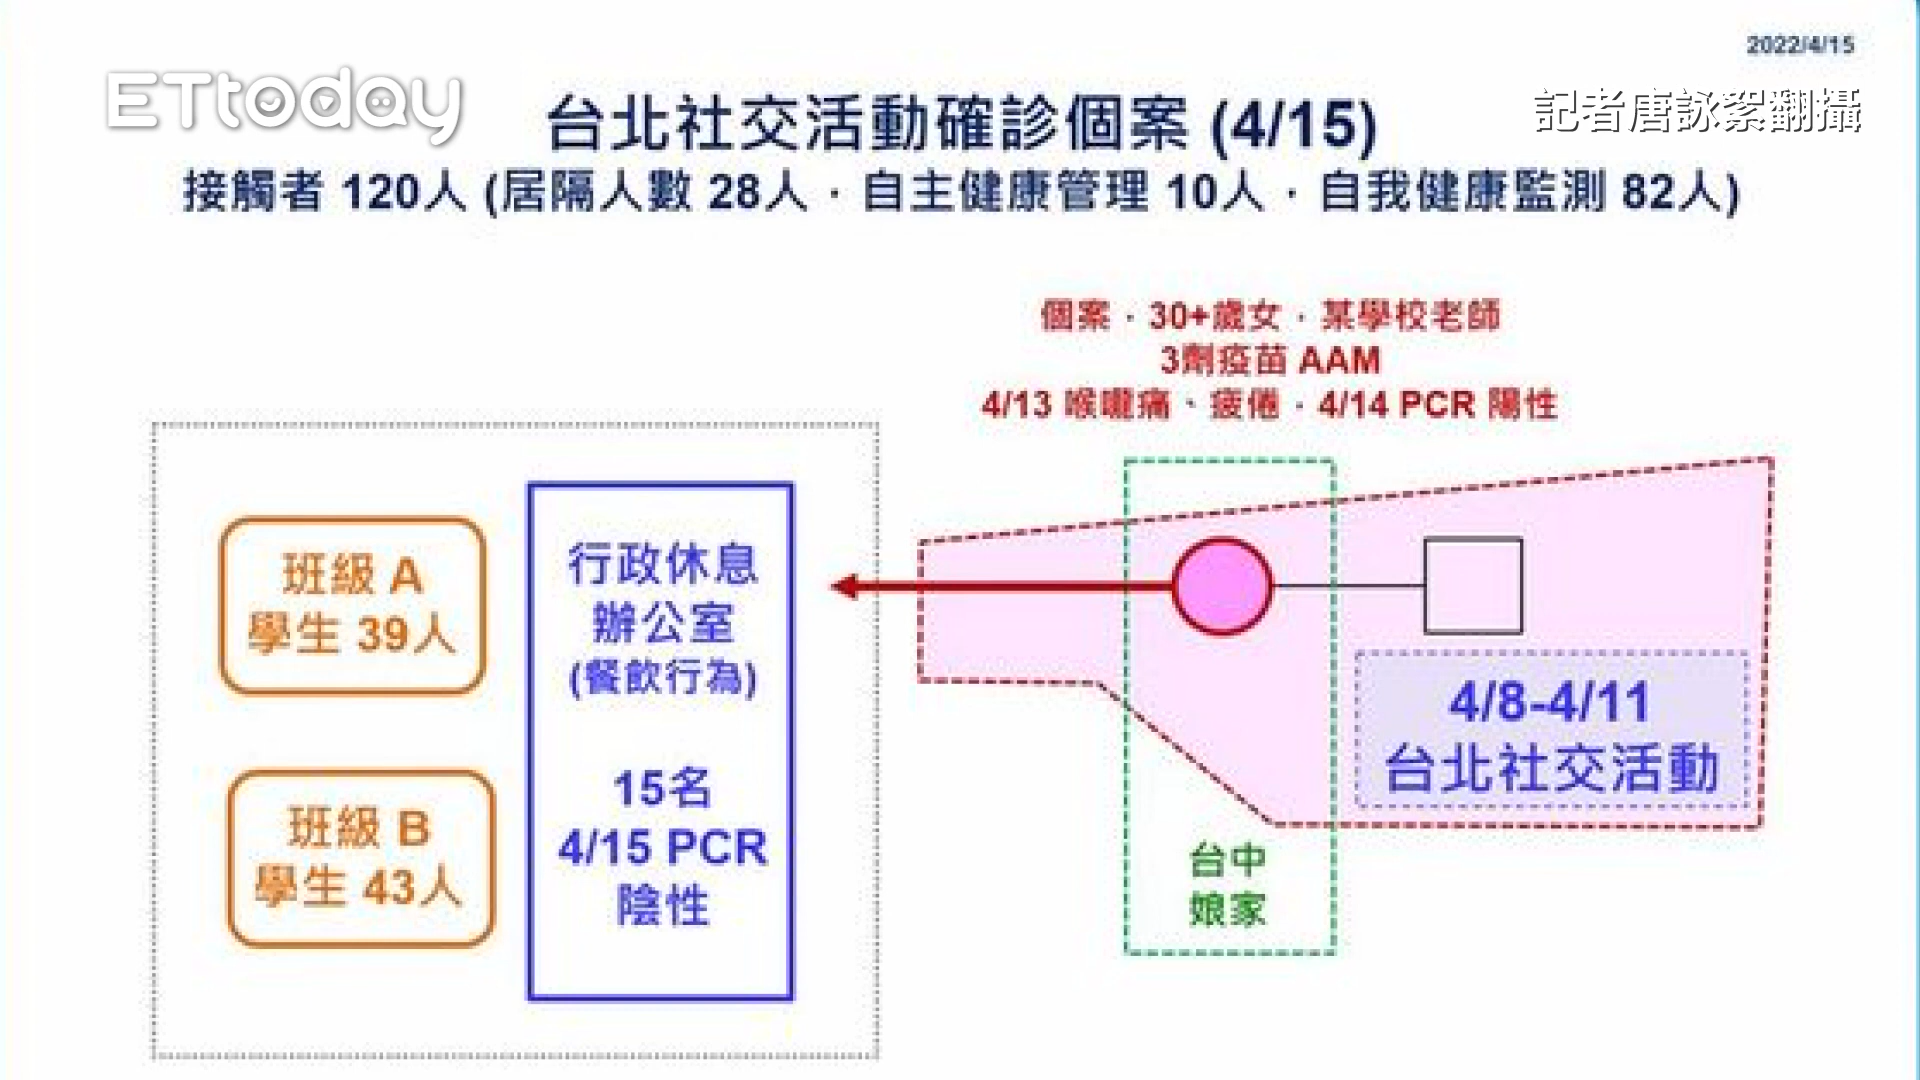 2022/4/15
ETtoday
記者唐詠絮翻攝
台北社交活動確診個案 (4/15)
接觸者 120人 (居隔人數 28人．自主健康管理 10人．自我健康監測 82人)
個案．30+歲女．某學校老師
3劑疫苗 AAM
4/13 喉嚨痛、疲倦．4/14 PCR 陽性
班級 A
學生 39人
班級 B
學生 43人
行政休息
辦公室
(餐飲行為)
15名
4/15 PCR
陰性
4/8-4/11
台北社交活動
台中
娘家